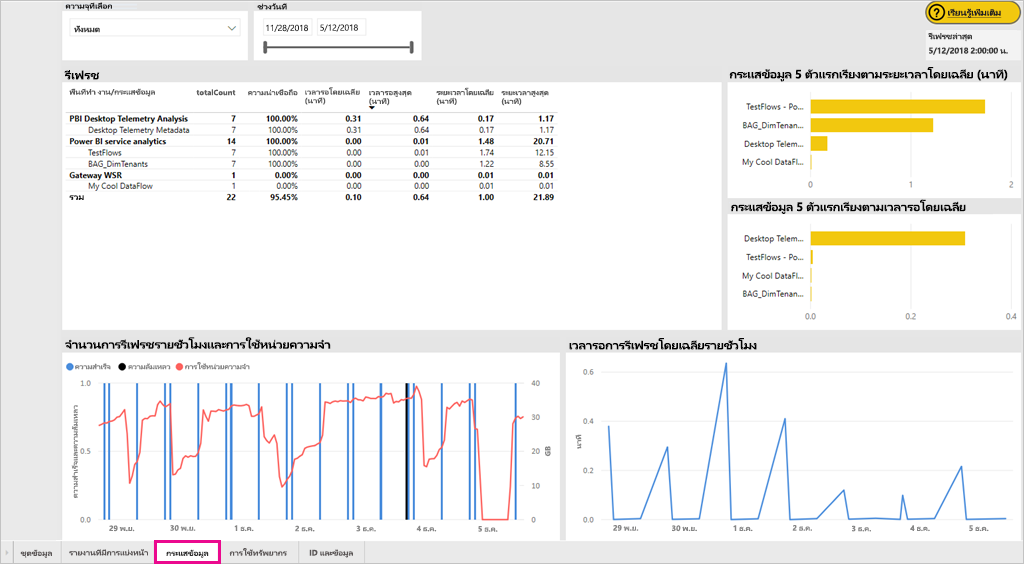 ความจุที่เลือก
ทั้งหมด
ช่วงวันที่
11/28/2018 5/12/2018
เรียนรู้เพิ่มเติม
รีเฟรชล่าสุด
5/12/2018 2:00:00 น.
รีเฟรช
พื้นที่ทำ งาน/กระแสข้อมูล totalCount ความน่าเชื่อถือ เวลารอโดยเฉลี่ย (นาที) เวลารอสูงสุด (นาที) ระยะเวลาโดยเฉลี่ย (นาที) ระยะเวลาสูงสุด (นาที)
PBI Desktop Telemetry Analysis 7 100.00% 0.31 0.64 0.17 1.17
Desktop Telemetry Metadata 7 100.00% 0.31 0.64 0.17 1.17
Power BI service analytics 14 100.00% 0.00 0.01 1.48 20.71
TestFlows 7 100.00% 0.00 0.01 1.74 12.15
BAG_DimTenants 7 100.00% 0.00 0.00 1.22 8.55
Gateway WSR 1 0.00% 0.00 0.00 0.01 0.01
My Cool DataFlow 1 0.00% 0.00 0.00 0.01 0.01
รวม 22 95.45% 0.10 0.64 1.00 21.89
กระแสข้อมูล 5 ตัวแรกเรียงตามระยะเวลาโดยเฉลี่ย (นาที)
TestFlows - Po...
BAG_DimTenan...
Desktop Telem...
My Cool DataFl...
0 1 2
กระแสข้อมูล 5 ตัวแรกเรียงตามเวลารอโดยเฉลี่ย
Desktop Telem...
TestFlows - Po...
My Cool DataFl...
BAG_DimTenan...
0.0 0.2 0.4
จำนวนการรีเฟรชรายชั่วโมงและการใช้หน่วยความจำ
ความสำเร็จ ความล้มเหลว การใช้หน่วยความจำ
ความสำเร็จและความล้มเหลว
1.0
0.5
0.0
40
30
20
10
0
GB
29 พ.ย. 30 พ.ย. 1 ธ.ค. 2 ธ.ค. 3 ธ.ค. 4 ธ.ค. 5 ธ.ค.
เวลารอการรีเฟรชโดยเฉลี่ยรายชั่วโมง
นาที
0.6
0.4
0.2
0.0
29 พ.ย. 30 พ.ย. 1 ธ.ค. 2 ธ.ค. 3 ธ.ค. 4 ธ.ค. 5 ธ.ค.
ชุดข้อมูล รายงานที่มีการแบ่งหน้า กระแสข้อมูล การใช้ทรัพยากร ID และข้อมูล